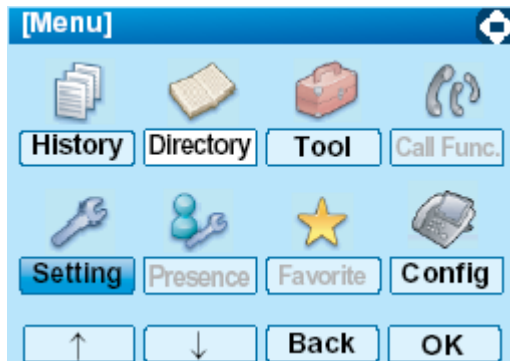 [Menu]
History Directory Tool Call Func.
Setting Presence Favorite Config
↑ ↓ Back OK